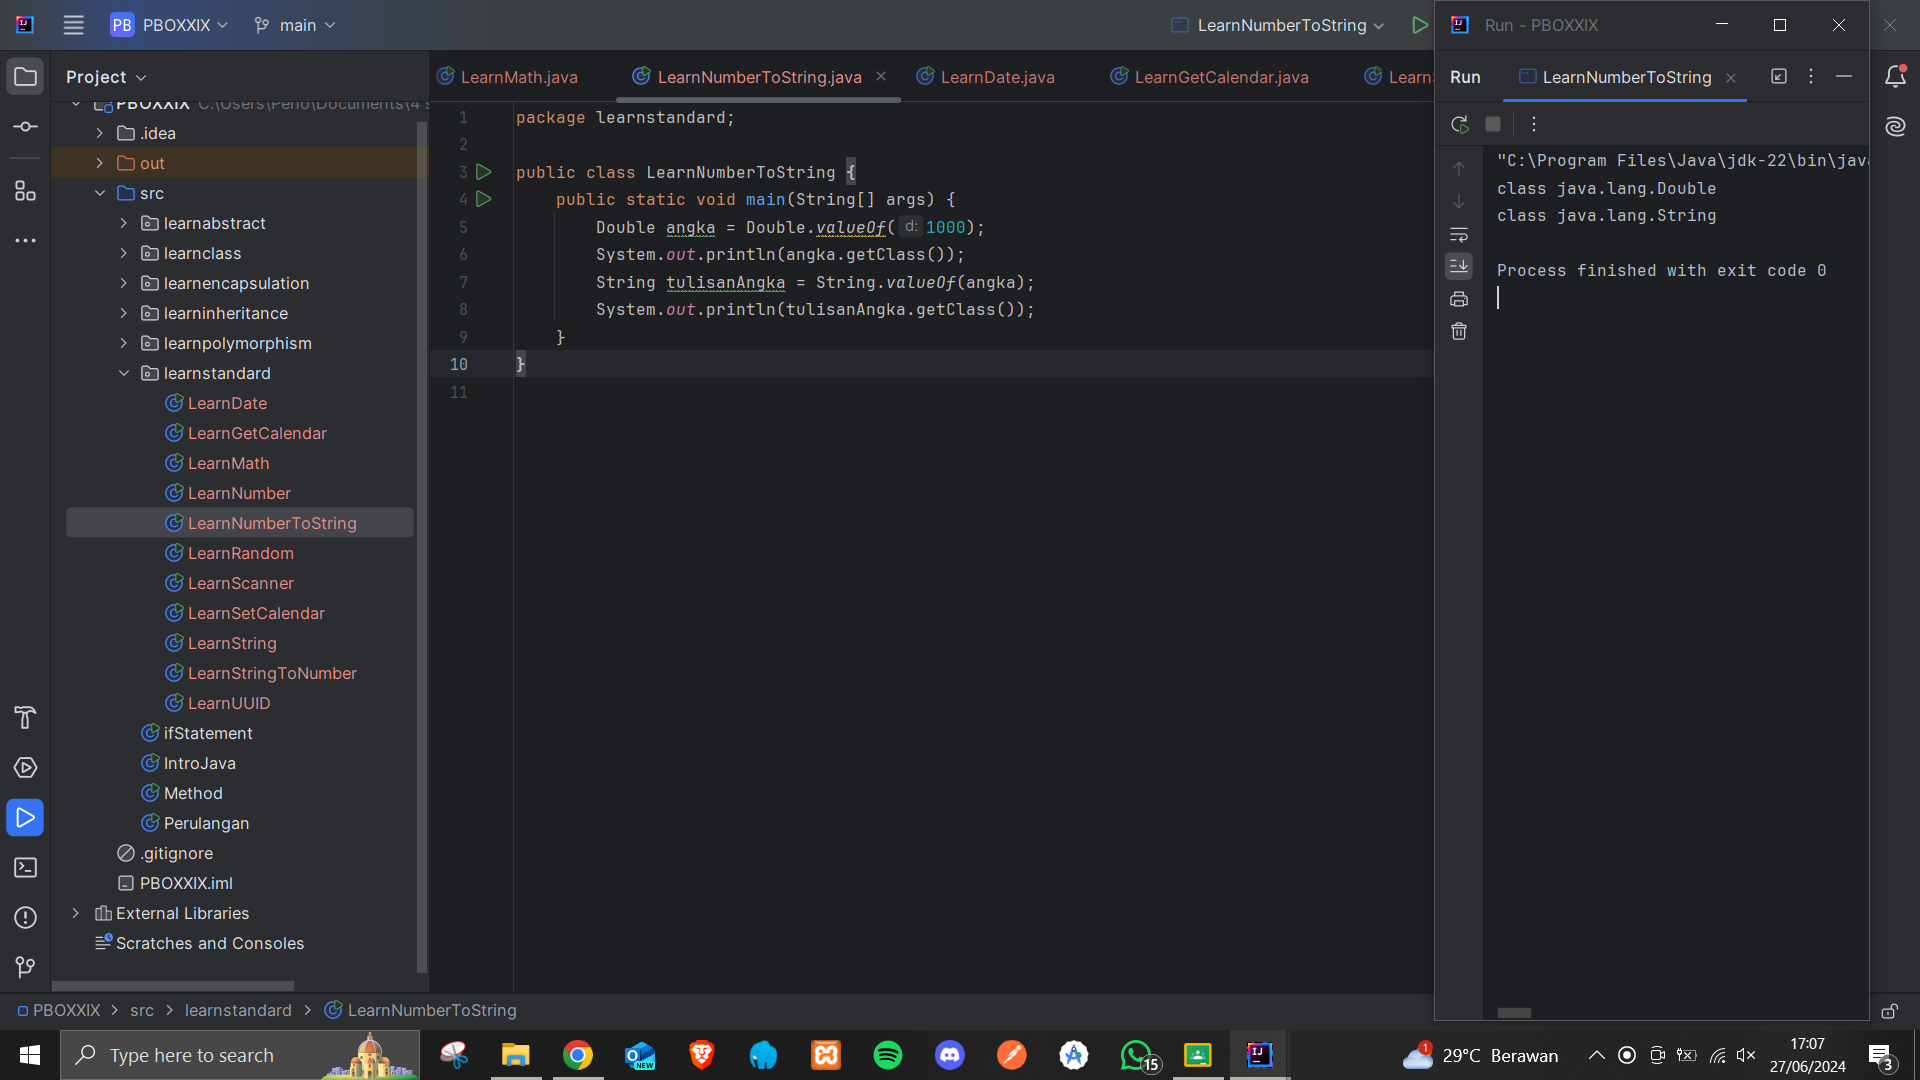 PB PBOXXIX main LearnNumberToString
Run - PBOXXIX
Project
LearnMath.java LearnNumberToString.java LearnDate.java LearnGetCalendar.java
Run LearnNumberToString
PBOXXIX C:\Users\Peno\Documents\4
.idea
out
src
learnabstract
learnclass
learnencapsulation
learninheritance
learnpolymorphism
learnstandard
LearnDate
LearnGetCalendar
LearnMath
LearnNumber
LearnNumberToString
LearnRandom
LearnScanner
LearnSetCalendar
LearnString
LearnStringToNumber
LearnUUID
ifStatement
IntroJava
Method
Perulangan
.gitignore
PBOXXIX.iml
External Libraries
Scratches and Consoles
1 package learnstandard;
2
3 public class LearnNumberToString {
4 public static void main(String[] args) {
5 Double angka = Double.valueOf( d: 1000);
6 System.out.println(angka.getClass());
7 String tulisanAngka = String.valueOf(angka);
8 System.out.println(tulisanAngka.getClass());
9 }
10 }
11
"C:\Program Files\Java\jdk-22\bin\jav
class java.lang.Double
class java.lang.String
Process finished with exit code 0
PBOXXIX > src > learnstandard > LearnNumberToString
Type here to search
NEW
15
1
29°C Berawan
17:07
27/06/2024
3